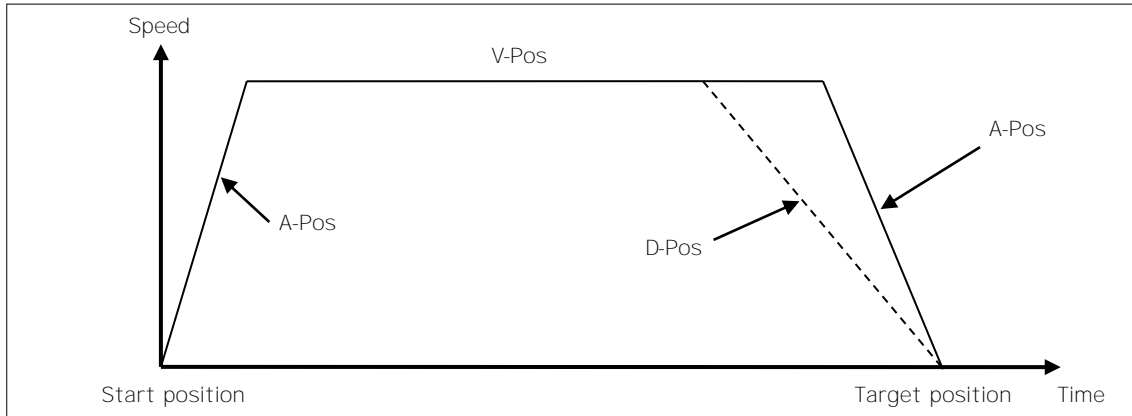 Speed
V-Pos
A-Pos
A-Pos
D-Pos
Start position
Target position
Time